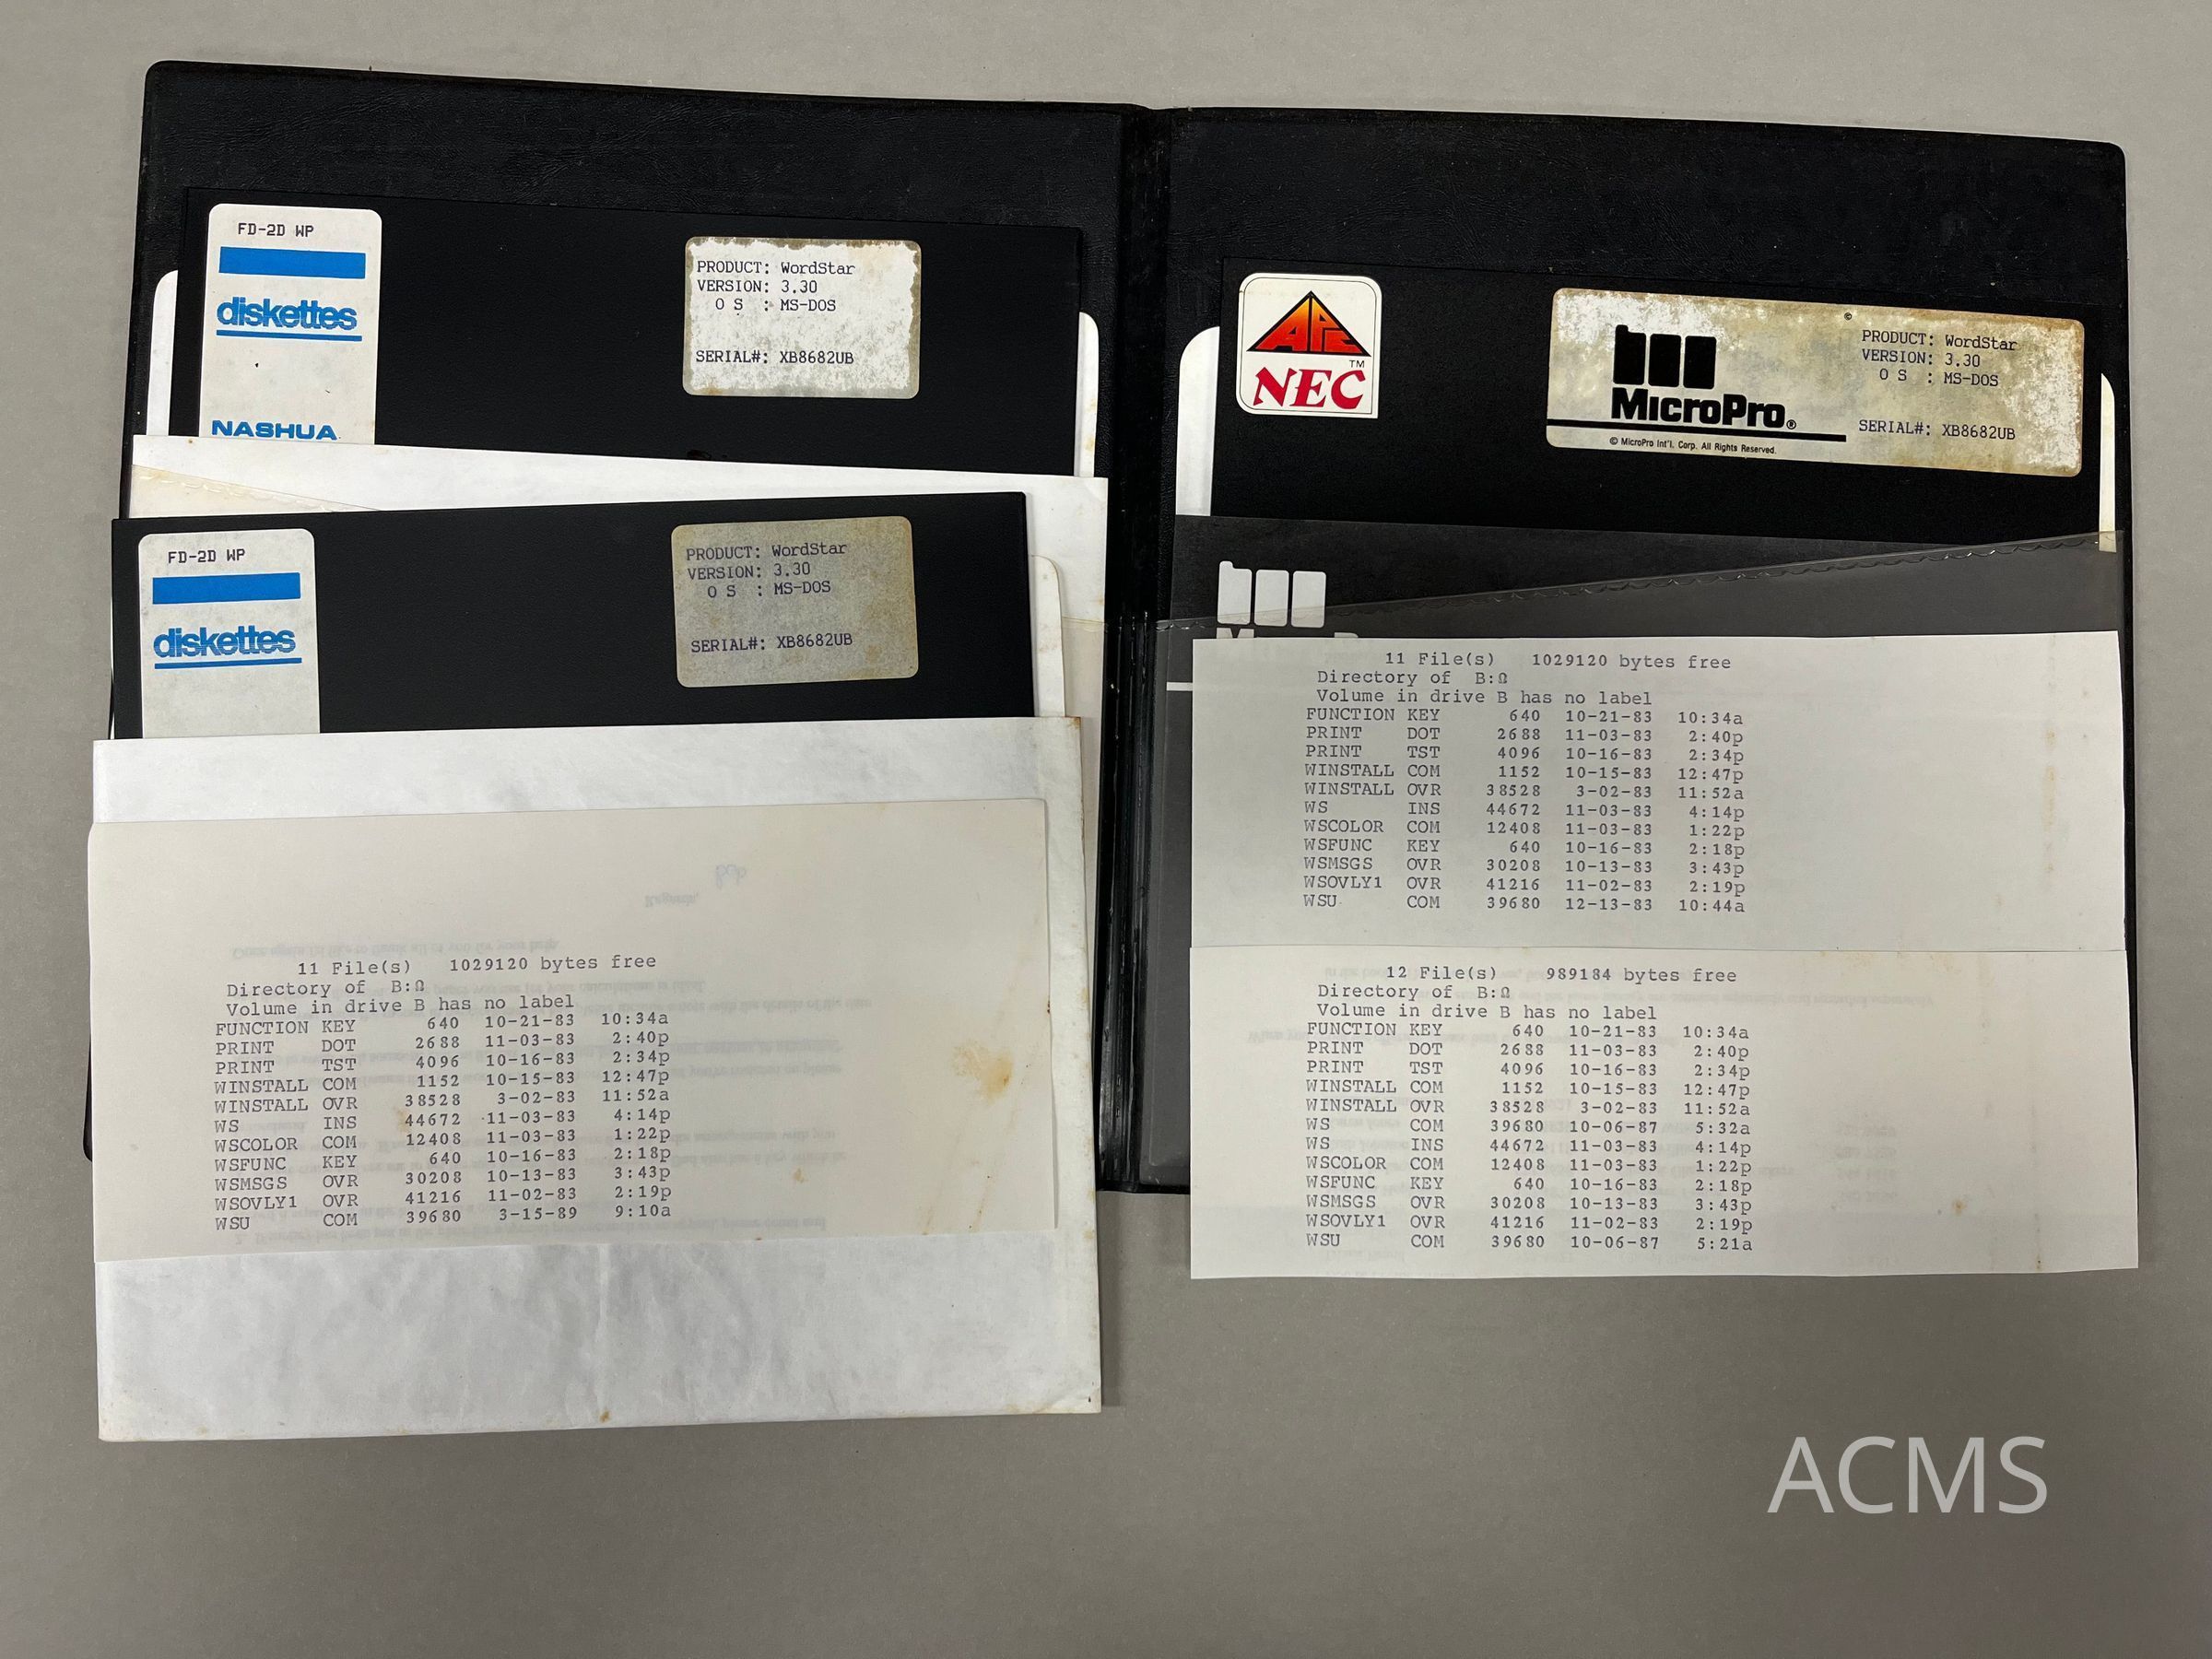 FD-2D WP
diskettes
NASHUA
PRODUCT: WordStar
VERSION: 3.30
O S : MS-DOS
SERIAL#: XB8682UB
FD-2D WP
diskettes
PRODUCT: WordStar
VERSION: 3.30
O S : MS-DOS
SERIAL#: XB8682UB
11 File(s) 1029120 bytes free
Directory of B:Ω
Volume in drive B has no label
FUNCTION KEY 640 10-21-83 10:34a
PRINT DOT 2688 11-03-83 2:40p
PRINT TST 4096 10-16-83 2:34p
WINSTALL COM 1152 10-15-83 12:47p
WINSTALL OVR 38528 3-02-83 11:52a
WS INS 44672 11-03-83 4:14p
WSCOLOR COM 12408 11-03-83 1:22p
WSFUNC KEY 640 10-16-83 2:18p
WSMSGS OVR 30208 10-13-83 3:43p
WSOVLY1 OVR 41216 11-02-83 2:19p
WSU COM 39680 3-15-89 9:10a
APC
TM
NEC
MicroPro®
© MicroPro Int'l. Corp. All Rights Reserved.
©
PRODUCT: WordStar
VERSION: 3.30
O S : MS-DOS
SERIAL#: XB8682UB
11 File(s) 1029120 bytes free
Directory of B:Ω
Volume in drive B has no label
FUNCTION KEY 640 10-21-83 10:34a
PRINT DOT 2688 11-03-83 2:40p
PRINT TST 4096 10-16-83 2:34p
WINSTALL COM 1152 10-15-83 12:47p
WINSTALL OVR 38528 3-02-83 11:52a
WS INS 44672 11-03-83 4:14p
WSCOLOR COM 12408 11-03-83 1:22p
WSFUNC KEY 640 10-16-83 2:18p
WSMSGS OVR 30208 10-13-83 3:43p
WSOVLY1 OVR 41216 11-02-83 2:19p
WSU COM 39680 12-13-83 10:44a
12 File(s) 989184 bytes free
Directory of B:Ω
Volume in drive B has no label
FUNCTION KEY 640 10-21-83 10:34a
PRINT DOT 2688 11-03-83 2:40p
PRINT TST 4096 10-16-83 2:34p
WINSTALL COM 1152 10-15-83 12:47p
WINSTALL OVR 38528 3-02-83 11:52a
WS COM 39680 10-06-87 5:32a
WS INS 44672 11-03-83 4:14p
WSCOLOR COM 12408 11-03-83 1:22p
WSFUNC KEY 640 10-16-83 2:18p
WSMSGS OVR 30208 10-13-83 3:43p
WSOVLY1 OVR 41216 11-02-83 2:19p
WSU COM 39680 10-06-87 5:21a
ACMS